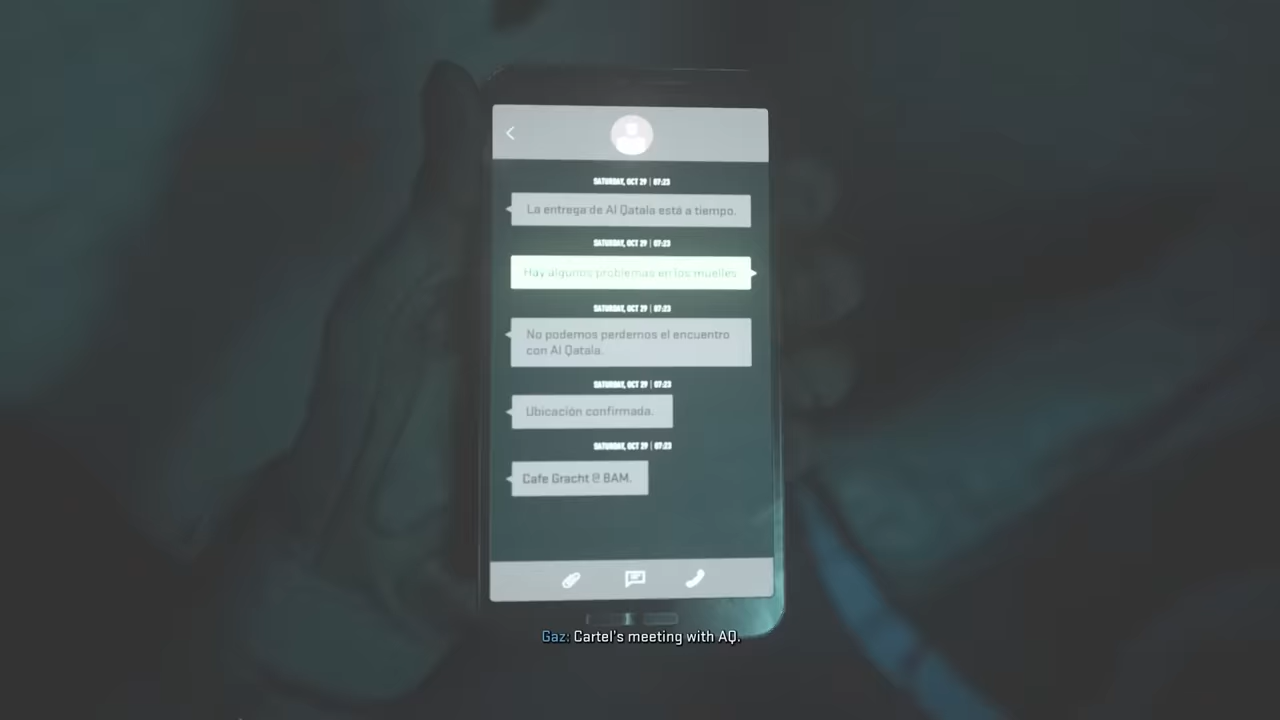 SATURDAY, OCT 29 | 07:23
La entrega de Al Qatala está a tiempo.
SATURDAY, OCT 29 | 07:23
Hay algunos problemas en los muelles
SATURDAY, OCT 29 | 07:23
No podemos perdernos el encuentro
con Al Qatala.
SATURDAY, OCT 29 | 07:23
Ubicación confirmada.
SATURDAY, OCT 29 | 07:23
Cafe Gracht @ 8AM.
Gaz: Cartel's meeting with AQ.